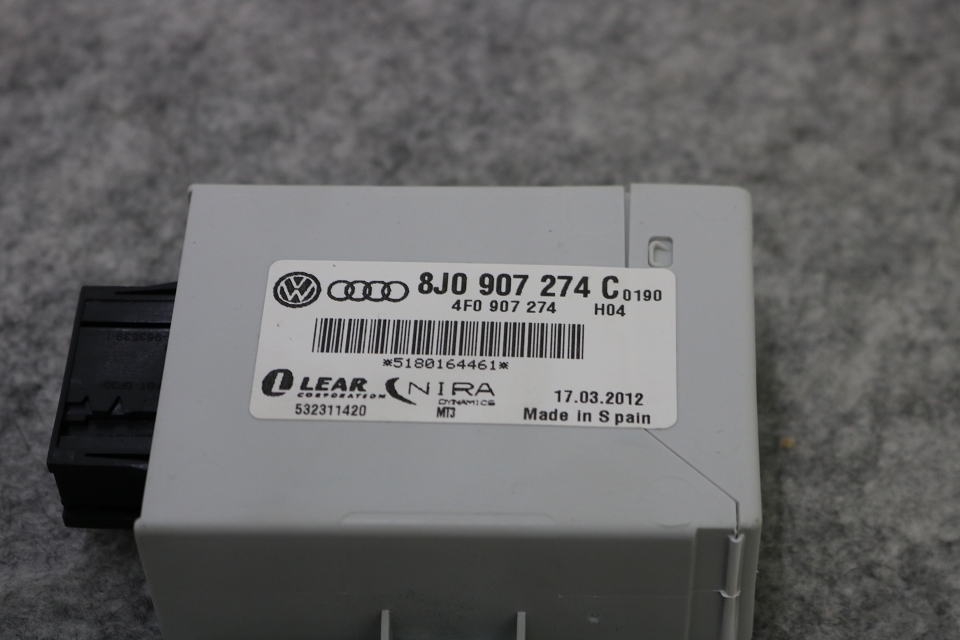 8J0 907 274 C 0190
4F0 907 274 H04
*5180164461*
LEAR NIRA
CORPORATION DYNAMICS
17.03.2012
532311420 MT3 Made in Spain